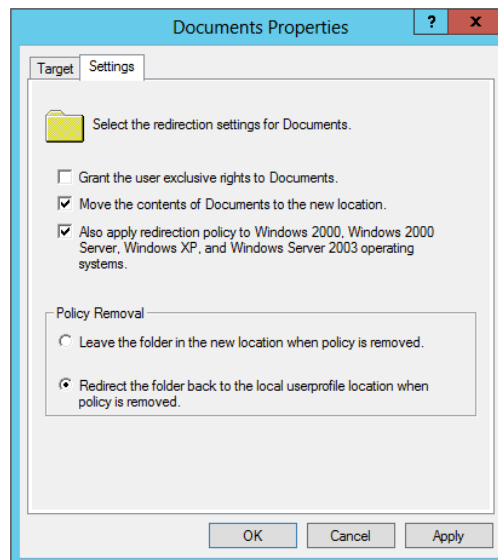 Documents Properties
?
x
Target
Settings
Select the redirection settings for Documents.
Grant the user exclusive rights to Documents.
Move the contents of Documents to the new location.
Also apply redirection policy to Windows 2000, Windows 2000
Server, Windows XP, and Windows Server 2003 operating
systems.
Policy Removal
Leave the folder in the new location when policy is removed.
Redirect the folder back to the local userprofile location when
policy is removed.
OK
Cancel
Apply